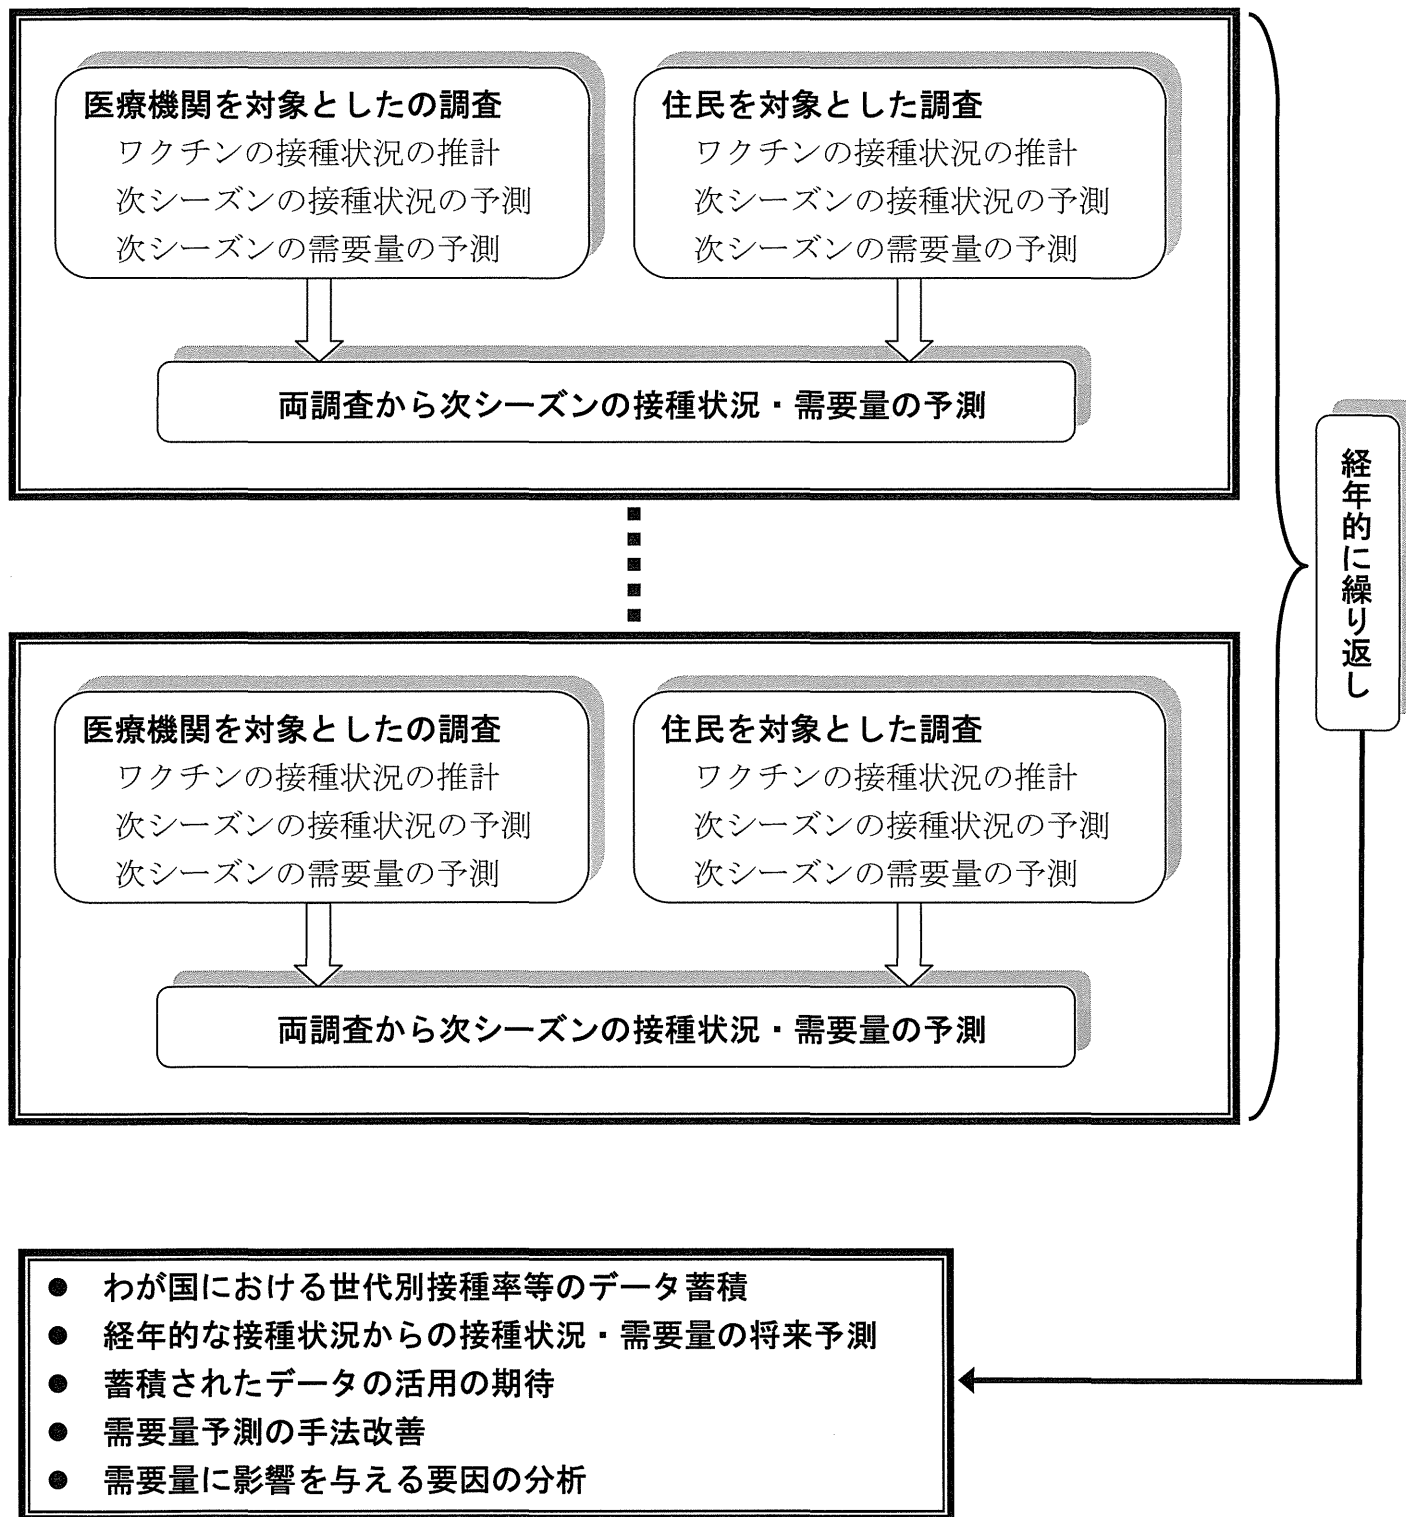 医療機関を対象としたの調査
ワクチンの接種状況の推計
次シーズンの接種状況の予測
次シーズンの需要量の予測
住民を対象とした調査
ワクチンの接種状況の推計
次シーズンの接種状況の予測
次シーズンの需要量の予測
両調査から次シーズンの接種状況・需要量の予測
経年的に繰り返し
医療機関を対象としたの調査
ワクチンの接種状況の推計
次シーズンの接種状況の予測
次シーズンの需要量の予測
住民を対象とした調査
ワクチンの接種状況の推計
次シーズンの接種状況の予測
次シーズンの需要量の予測
両調査から次シーズンの接種状況・需要量の予測
● わが国における世代別接種率等のデータ蓄積
● 経年的な接種状況からの接種状況・需要量の将来予測
● 蓄積されたデータの活用の期待
● 需要量予測の手法改善
● 需要量に影響を与える要因の分析